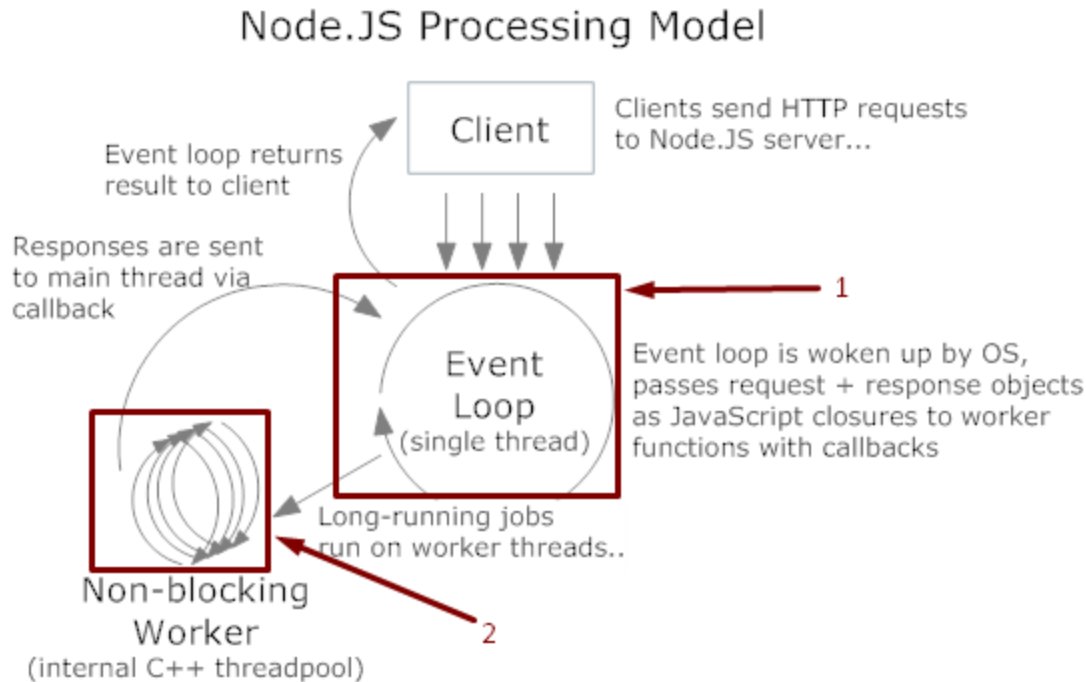 Node.JS Processing Model
Client
Clients send HTTP requests
to Node.JS server...
Event loop returns
result to client
Responses are sent
to main thread via
callback
1
Event
Loop
(single thread)
Event loop is woken up by OS,
passes request + response objects
as JavaScript closures to worker
functions with callbacks
Long-running jobs
run on worker threads..
2
Non-blocking
Worker
(internal C++ threadpool)